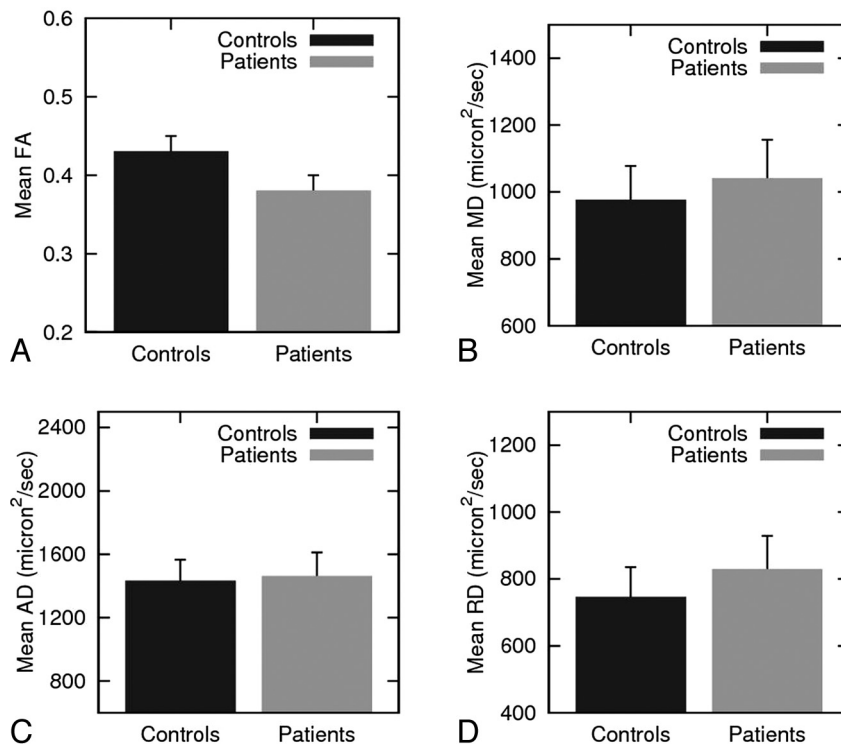 0.6
0.5
0.4
0.3
0.2
Mean FA
Controls
Patients
Controls
Patients
A
1400
1200
1000
800
600
Mean MD (micron²/sec)
Controls
Patients
Controls
Patients
B
2400
2000
1600
1200
800
Mean AD (micron²/sec)
Controls
Patients
Controls
Patients
C
1200
1000
800
600
400
Mean RD (micron²/sec)
Controls
Patients
Controls
Patients
D